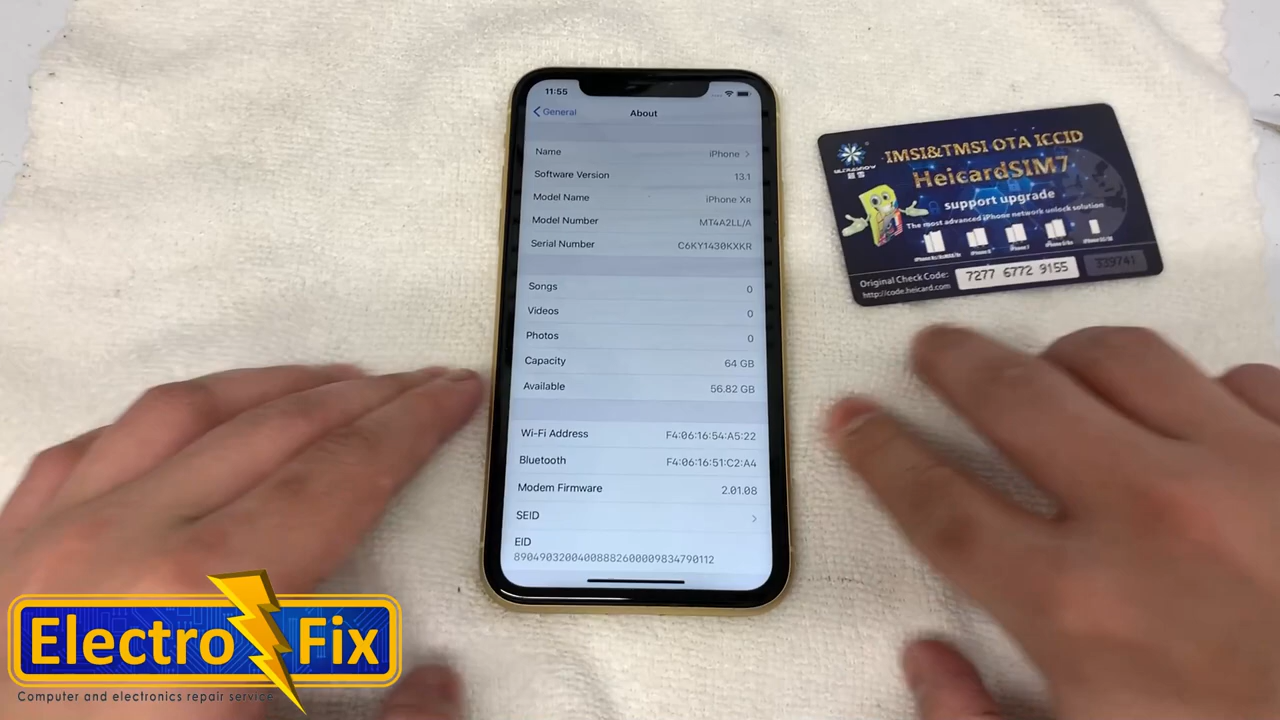 11:55
General
About
Name iPhone
Software Version 13.1
Model Name iPhone XR
Model Number MT4A2LL/A
Serial Number C6KY1430KXKR
Songs 0
Videos 0
Photos 0
Capacity 64 GB
Available 56.82 GB
Wi-Fi Address F4:06:16:54:A5:22
Bluetooth F4:06:16:51:C2:A4
Modem Firmware 2.01.08
SEID
EID
89049032004008882600009834790112
IMSI&TMSI OTA ICCID
HeicardSIM7
support upgrade
The most advanced iPhone network unlock solution
Original Check Code: 7277 6772 9155 339741
http://code.heicard.com
Electro Fix
Computer and electronics repair service